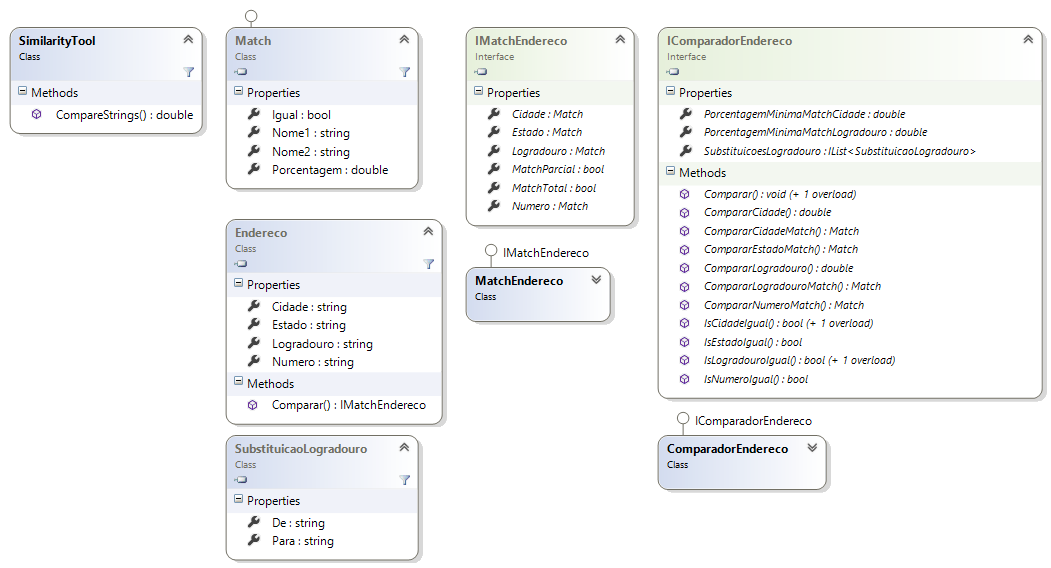 SimilarityTool
Class
Methods
CompareStrings() : double
Match
Class
Properties
Igual : bool
Nome1 : string
Nome2 : string
Porcentagem : double
Endereco
Class
Properties
Cidade : string
Estado : string
Logradouro : string
Numero : string
Methods
Comparar() : IMatchEndereco
SubstituicaoLogradouro
Class
Properties
De : string
Para : string
IMatchEndereco
Interface
Properties
Cidade : Match
Estado : Match
Logradouro : Match
MatchParcial : bool
MatchTotal : bool
Numero : Match
IMatchEndereco
MatchEndereco
Class
IComparadorEndereco
Interface
Properties
PorcentagemMinimaMatchCidade : double
PorcentagemMinimaMatchLogradouro : double
SubstituicoesLogradouro : IList<SubstituicaoLogradouro>
Methods
Comparar() : void (+ 1 overload)
CompararCidade() : double
CompararCidadeMatch() : Match
CompararEstadoMatch() : Match
CompararLogradouro() : double
CompararLogradouroMatch() : Match
CompararNumeroMatch() : Match
IsCidadeIgual() : bool (+ 1 overload)
IsEstadoIgual() : bool
IsLogradouroIgual() : bool (+ 1 overload)
IsNumeroIgual() : bool
IComparadorEndereco
ComparadorEndereco
Class